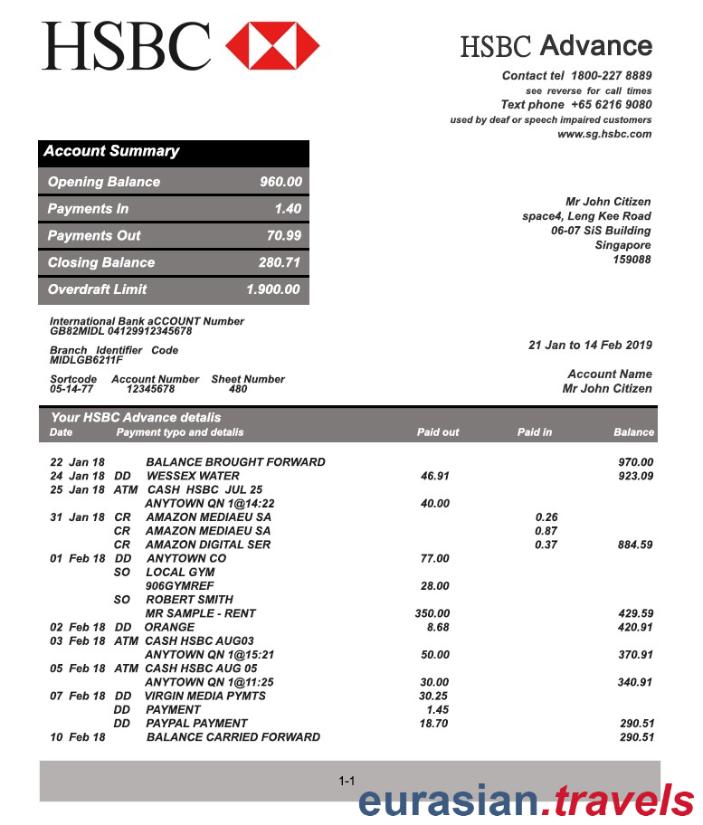 HSBC
HSBC Advance
Contact tel 1800-227 8889
see reverse for call times
Text phone +65 6216 9080
used by deaf or speech impaired customers
www.sg.hsbc.com
Account Summary
Opening Balance 960.00
Payments In 1.40
Payments Out 70.99
Closing Balance 280.71
Overdraft Limit 1.900.00
Mr John Citizen
space4, Leng Kee Road
06-07 SiS Building
Singapore
159088
International Bank aCCOUNT Number
GB82MIDL 04129912345678
Branch Identifier Code
MIDLGB6211F
Sortcode Account Number Sheet Number
05-14-77 12345678 480
21 Jan to 14 Feb 2019
Account Name
Mr John Citizen
Your HSBC Advance detalis
Date Payment typo and detalis Paid out Paid in Balance
22 Jan 18 BALANCE BROUGHT FORWARD 970.00
24 Jan 18 DD WESSEX WATER 46.91 923.09
25 Jan 18 ATM CASH HSBC JUL 25
ANYTOWN QN 1@14:22 40.00
31 Jan 18 CR AMAZON MEDIAEU SA 0.26
CR AMAZON MEDIAEU SA 0.87
CR AMAZON DIGITAL SER 0.37 884.59
01 Feb 18 DD ANYTOWN CO 77.00
SO LOCAL GYM
906GYMREF 28.00
SO ROBERT SMITH
MR SAMPLE - RENT 350.00 429.59
02 Feb 18 DD ORANGE 8.68 420.91
03 Feb 18 ATM CASH HSBC AUG03
ANYTOWN QN 1@15:21 50.00 370.91
05 Feb 18 ATM CASH HSBC AUG 05
ANYTOWN QN 1@11:25 30.00 340.91
07 Feb 18 DD VIRGIN MEDIA PYMTS 30.25
DD PAYMENT 1.45
DD PAYPAL PAYMENT 18.70 290.51
10 Feb 18 BALANCE CARRIED FORWARD 290.51
1-1
eurasian.travels